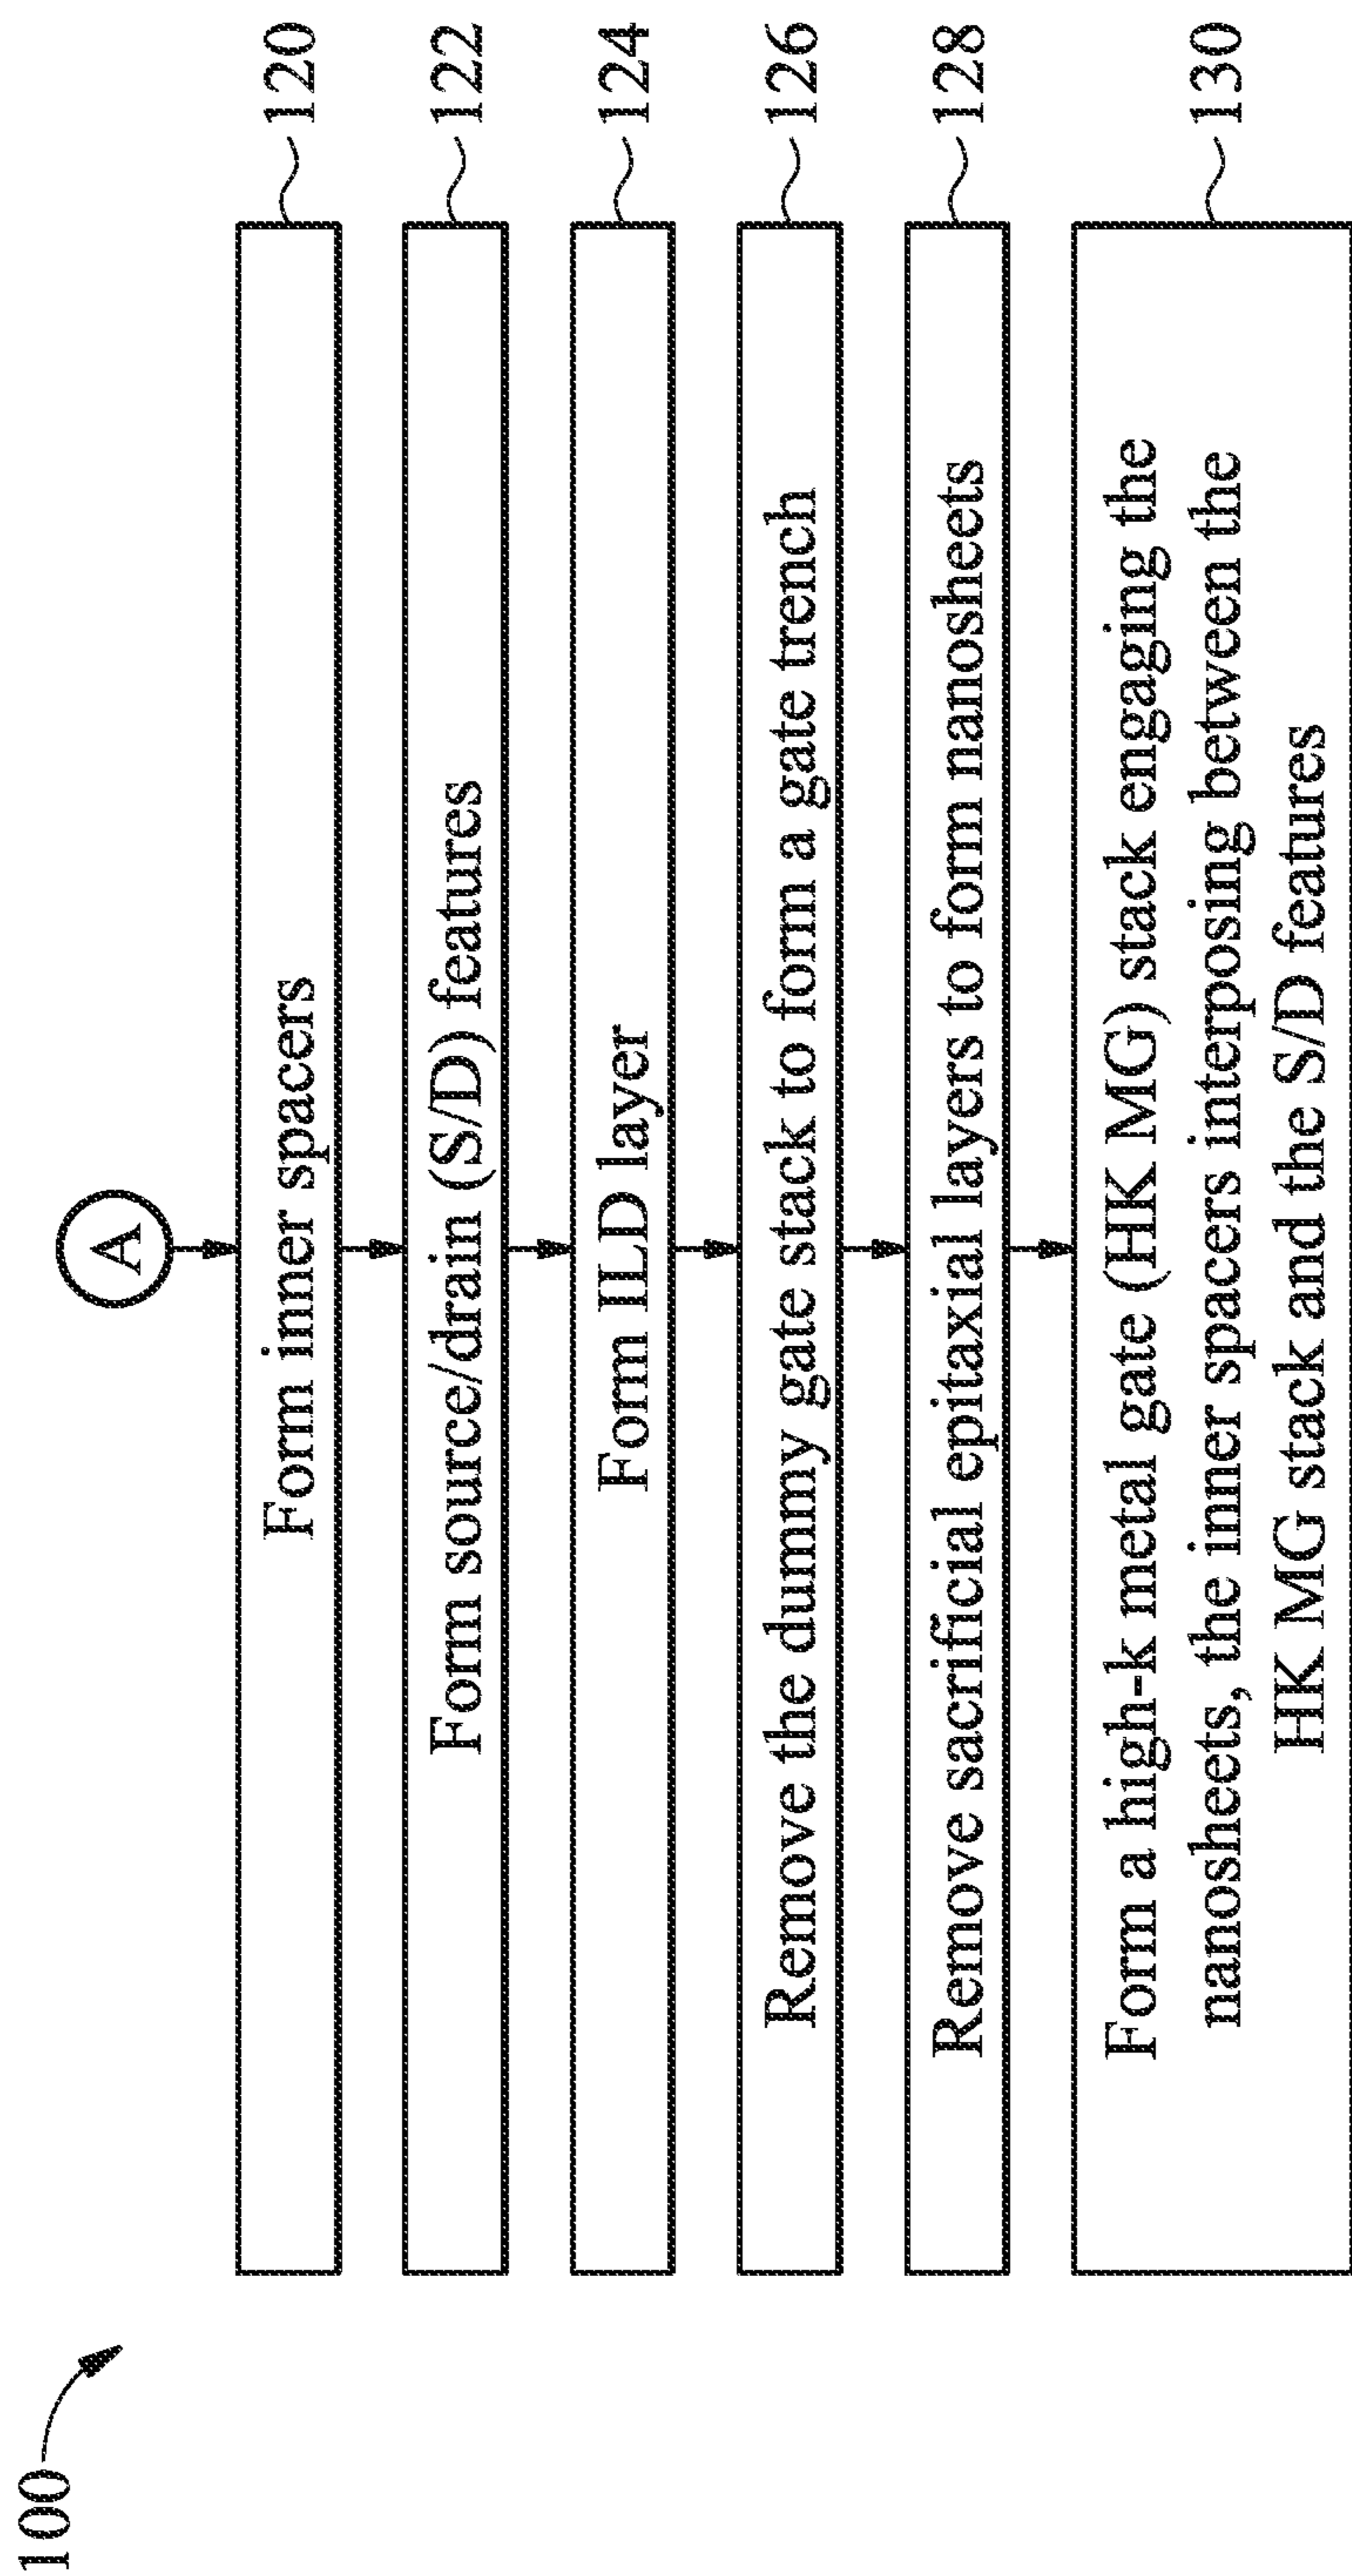 100
A
Form inner spacers
120
Form source/drain (S/D) features
122
Form ILD layer
124
Remove the dummy gate stack to form a gate trench
126
Remove sacrificial epitaxial layers to form nanosheets
128
Form a high-k metal gate (HK MG) stack engaging the
nanosheets, the inner spacers interposing between the
HK MG stack and the S/D features
130